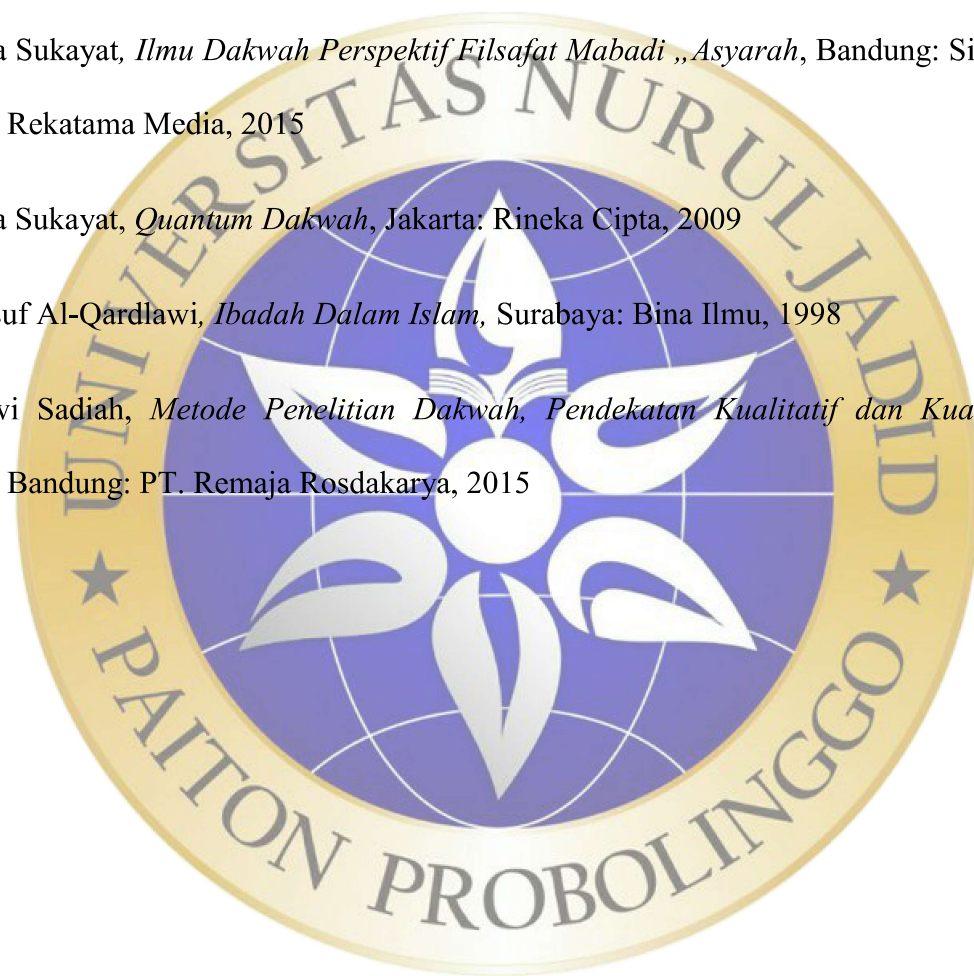 a Sukayat, Ilmu Dakwah Perspektif Filsafat Mabadi „Asyarah, Bandung: Si
Rekatama Media, 2015
a Sukayat, Quantum Dakwah, Jakarta: Rineka Cipta, 2009
suf Al-Qardlawi, Ibadah Dalam Islam, Surabaya: Bina Ilmu, 1998
wi Sadiah, Metode Penelitian Dakwah, Pendekatan Kualitatif dan Kua
Bandung: PT. Remaja Rosdakarya, 2015
UNIVERSITAS NURUL JADID
PAITON PROBOLINGGO